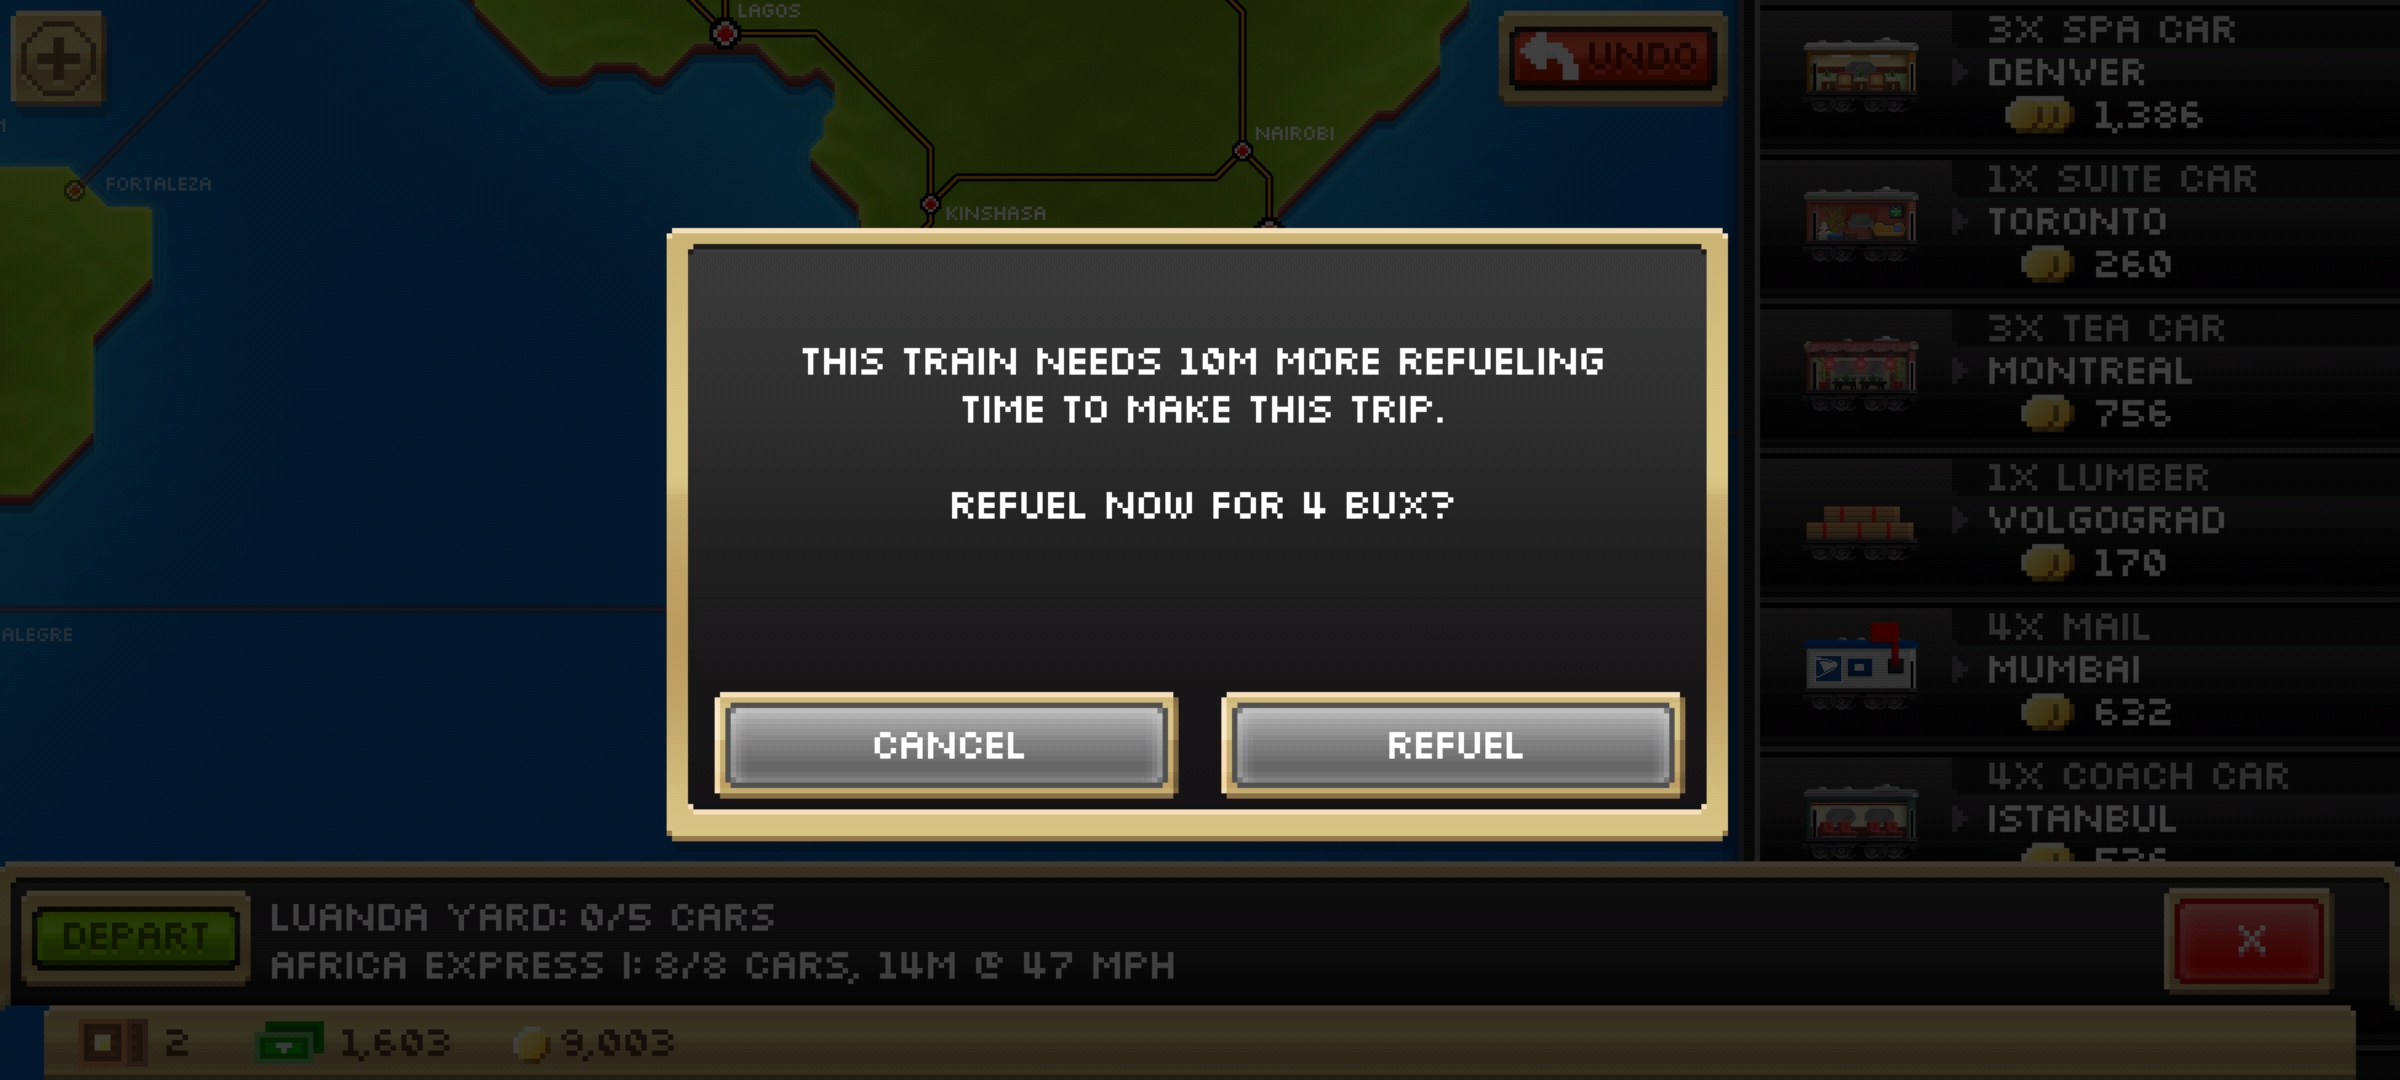 LAGOS
UNDO
NAIROBI
FORTALEZA
KINSHASA
ALEGRE
THIS TRAIN NEEDS 10M MORE REFUELING
TIME TO MAKE THIS TRIP.
REFUEL NOW FOR 4 BUX?
CANCEL
REFUEL
3X SPA CAR
DENVER
1,386
1X SUITE CAR
TORONTO
260
3X TEA CAR
MONTREAL
756
1X LUMBER
VOLGOGRAD
170
4X MAIL
MUMBAI
632
4X COACH CAR
ISTANBUL
DEPART
LUANDA YARD: 0/5 CARS
AFRICA EXPRESS I: 8/8 CARS, 14M @ 47 MPH
X
2
1,603
9,003